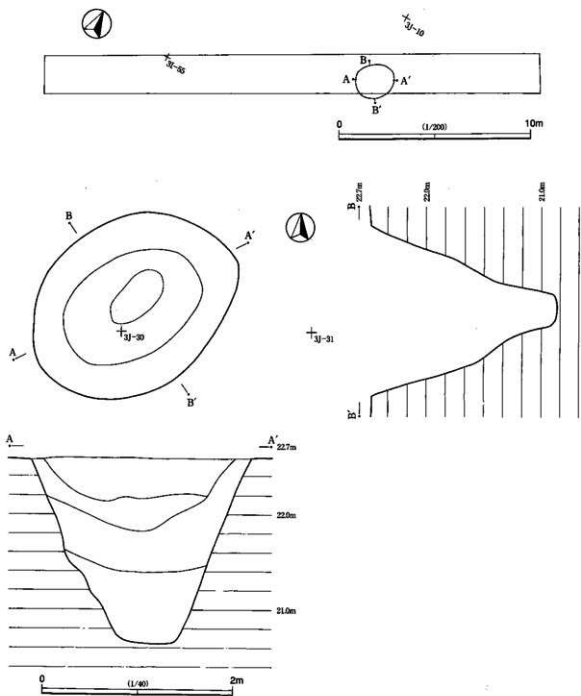 3J-10
3I-55
B
A A'
B'
0 (1/200) 10m
B 22.7m 22.0m 21.0m
B
A'
3J-30
3J-31
A
B'
B'
A A'
22.7m
22.0m
21.0m
0 (1/40) 2m